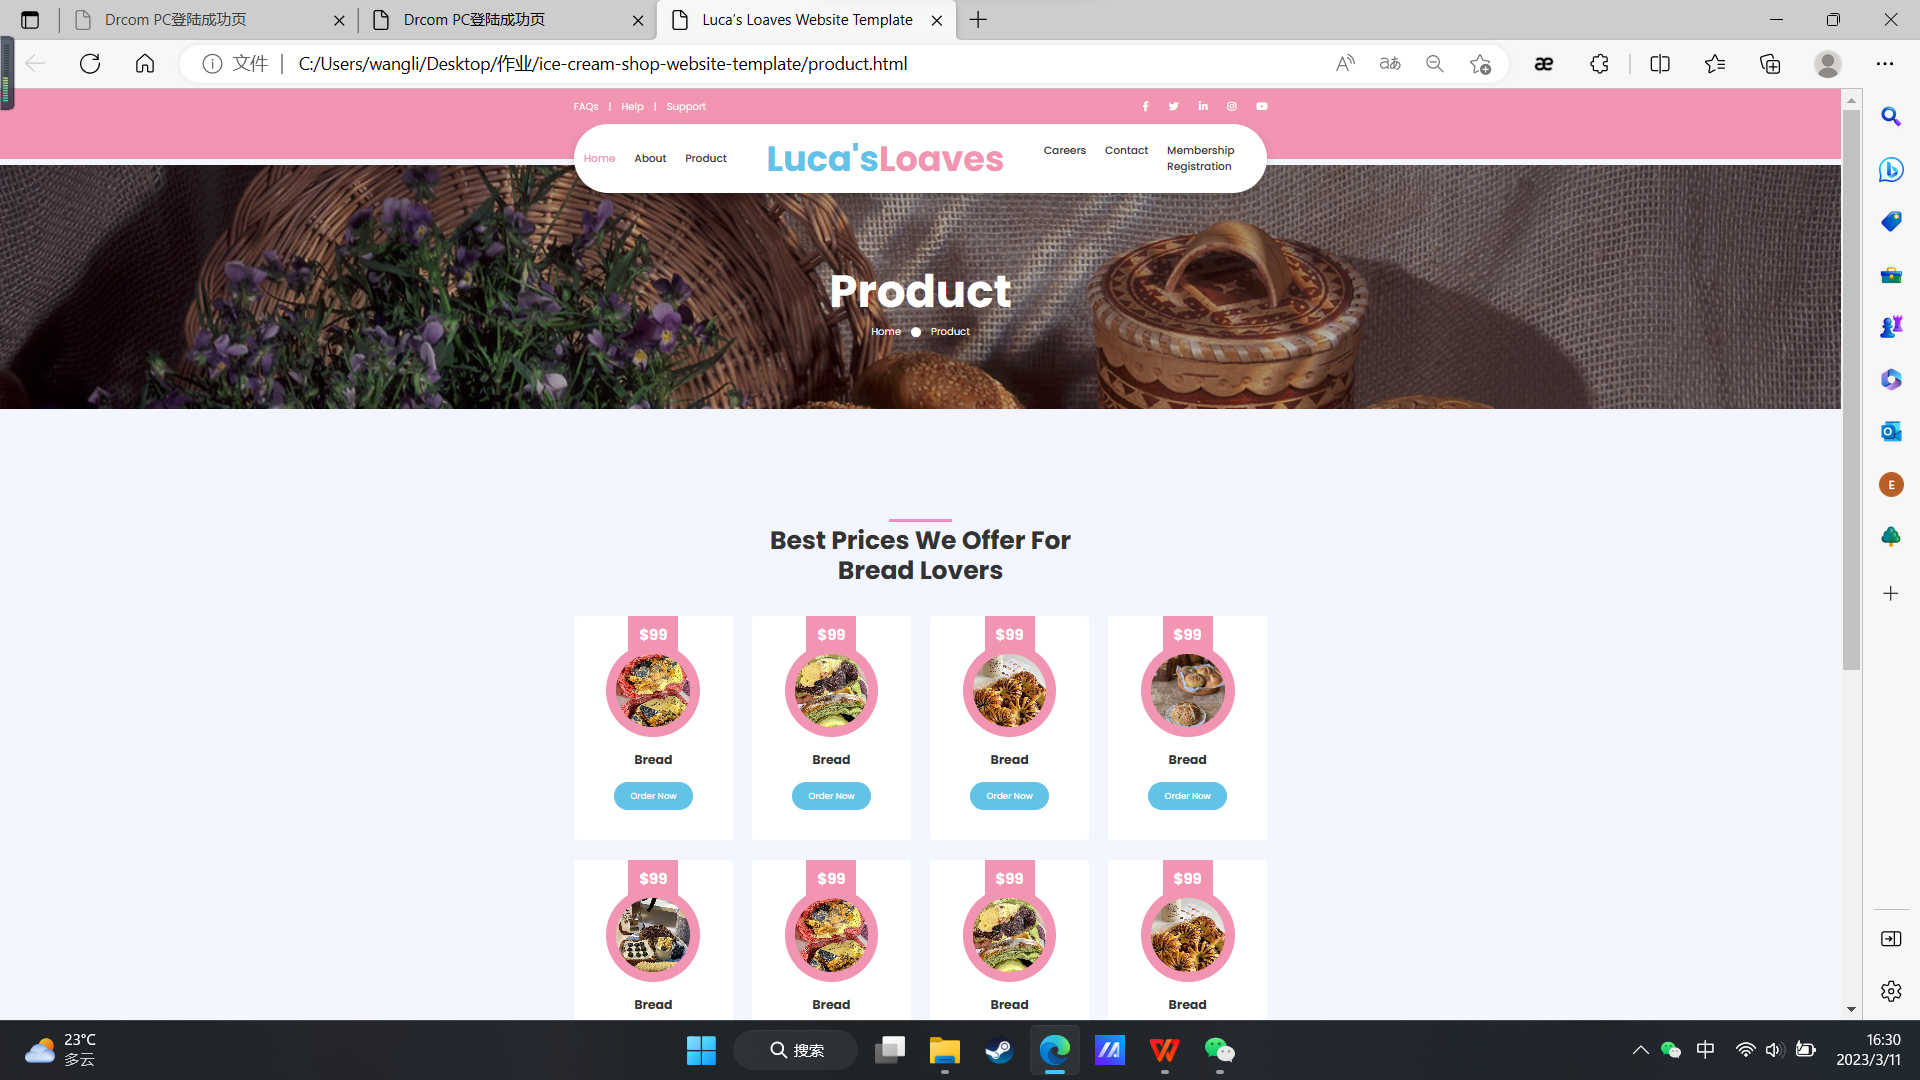 Drcom PC登陆成功页
Drcom PC登陆成功页
Luca's Loaves Website Template
文件
C:/Users/wangli/Desktop/作业/ice-cream-shop-website-template/product.html
FAQs | Help | Support
Home About Product
Luca'sLoaves
Careers Contact Membership Registration
Product
Home Product
Best Prices We Offer For
Bread Lovers
$99 $99 $99 $99
Bread Bread Bread Bread
Order Now Order Now Order Now Order Now
$99 $99 $99 $99
Bread Bread Bread Bread
E
23°C
多云
搜索
中
16:30
2023/3/11